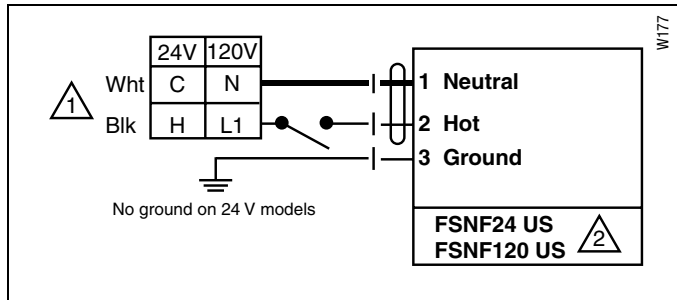 W177
24V 120V
Wht C N
1
Blk H L1
1 Neutral
2 Hot
3 Ground
No ground on 24 V models
FSNF24 US
FSNF120 US
2